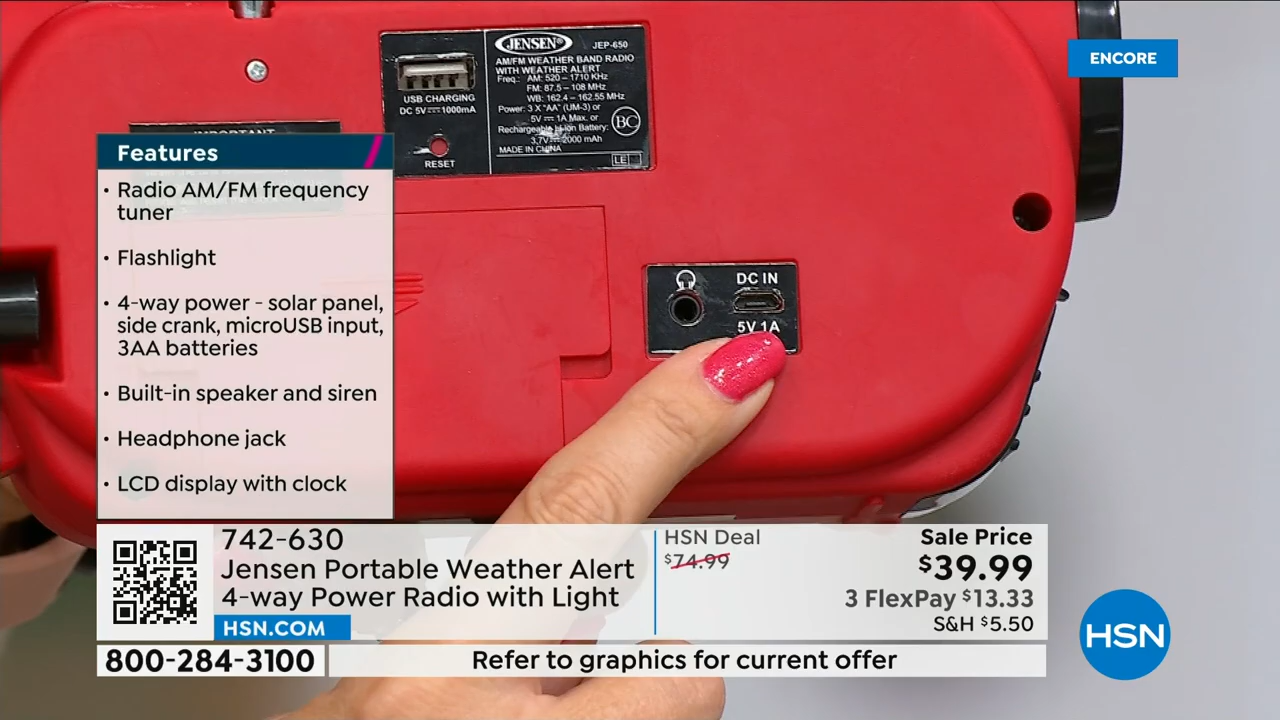 ENCORE
JENSEN® JEP-650
AM/FM WEATHER BAND RADIO
WITH WEATHER ALERT
Freq.: AM: 520 – 1710 KHz
FM: 87.5 – 108 MHz
WB: 162.4 – 162.55 MHz
Power: 3 X "AA" (UM-3) or
5V 1A Max. or
Rechargeable Li-ion Battery:
3.7V 2000 mAh
MADE IN CHINA
BC
LE
USB CHARGING
DC 5V 1000mA
RESET
IMPORTANT
DC IN
5V 1A
Features
• Radio AM/FM frequency
tuner
• Flashlight
• 4-way power - solar panel,
side crank, microUSB input,
3AA batteries
• Built-in speaker and siren
• Headphone jack
• LCD display with clock
742-630
Jensen Portable Weather Alert
4-way Power Radio with Light
HSN.COM
HSN Deal
$74.99
Sale Price
$39.99
3 FlexPay $13.33
S&H $5.50
HSN
800-284-3100
Refer to graphics for current offer